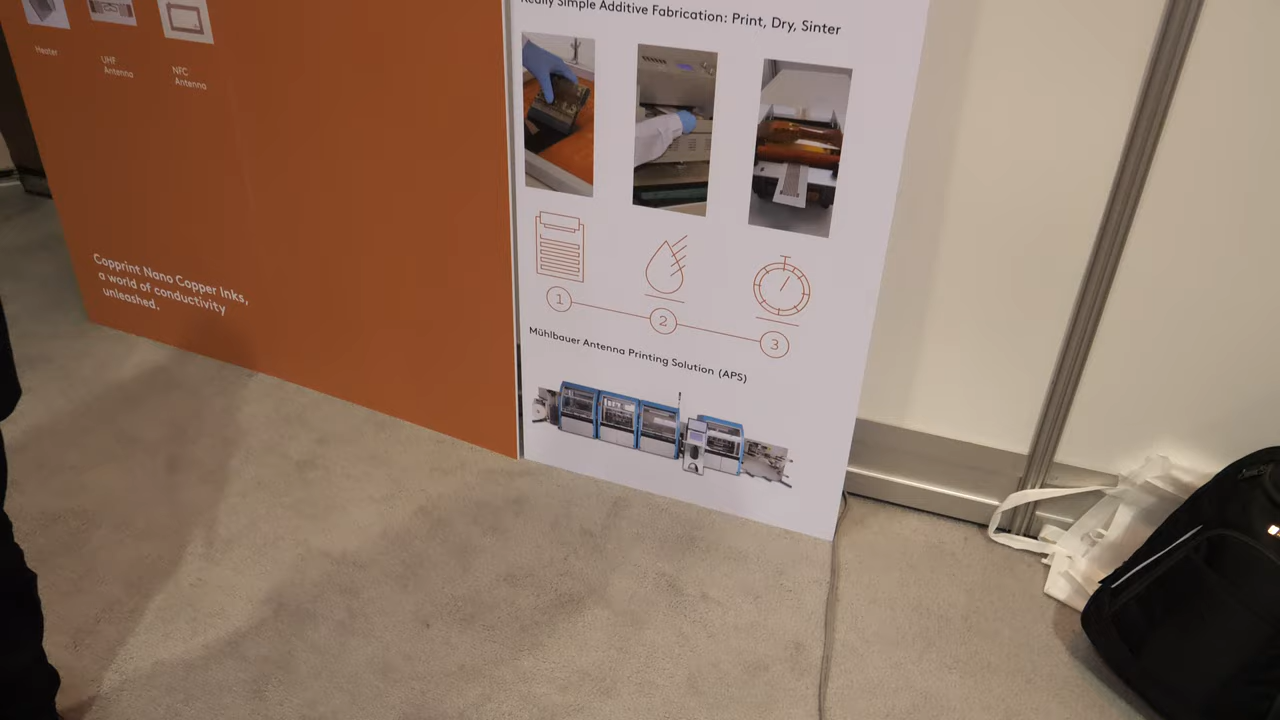 Heater
UHF
Antenna
NFC
Antenna
Copprint Nano Copper Inks,
a world of conductivity
unleashed.
Really Simple Additive Fabrication: Print, Dry, Sinter
1
2
3
Mühlbauer Antenna Printing Solution (APS)